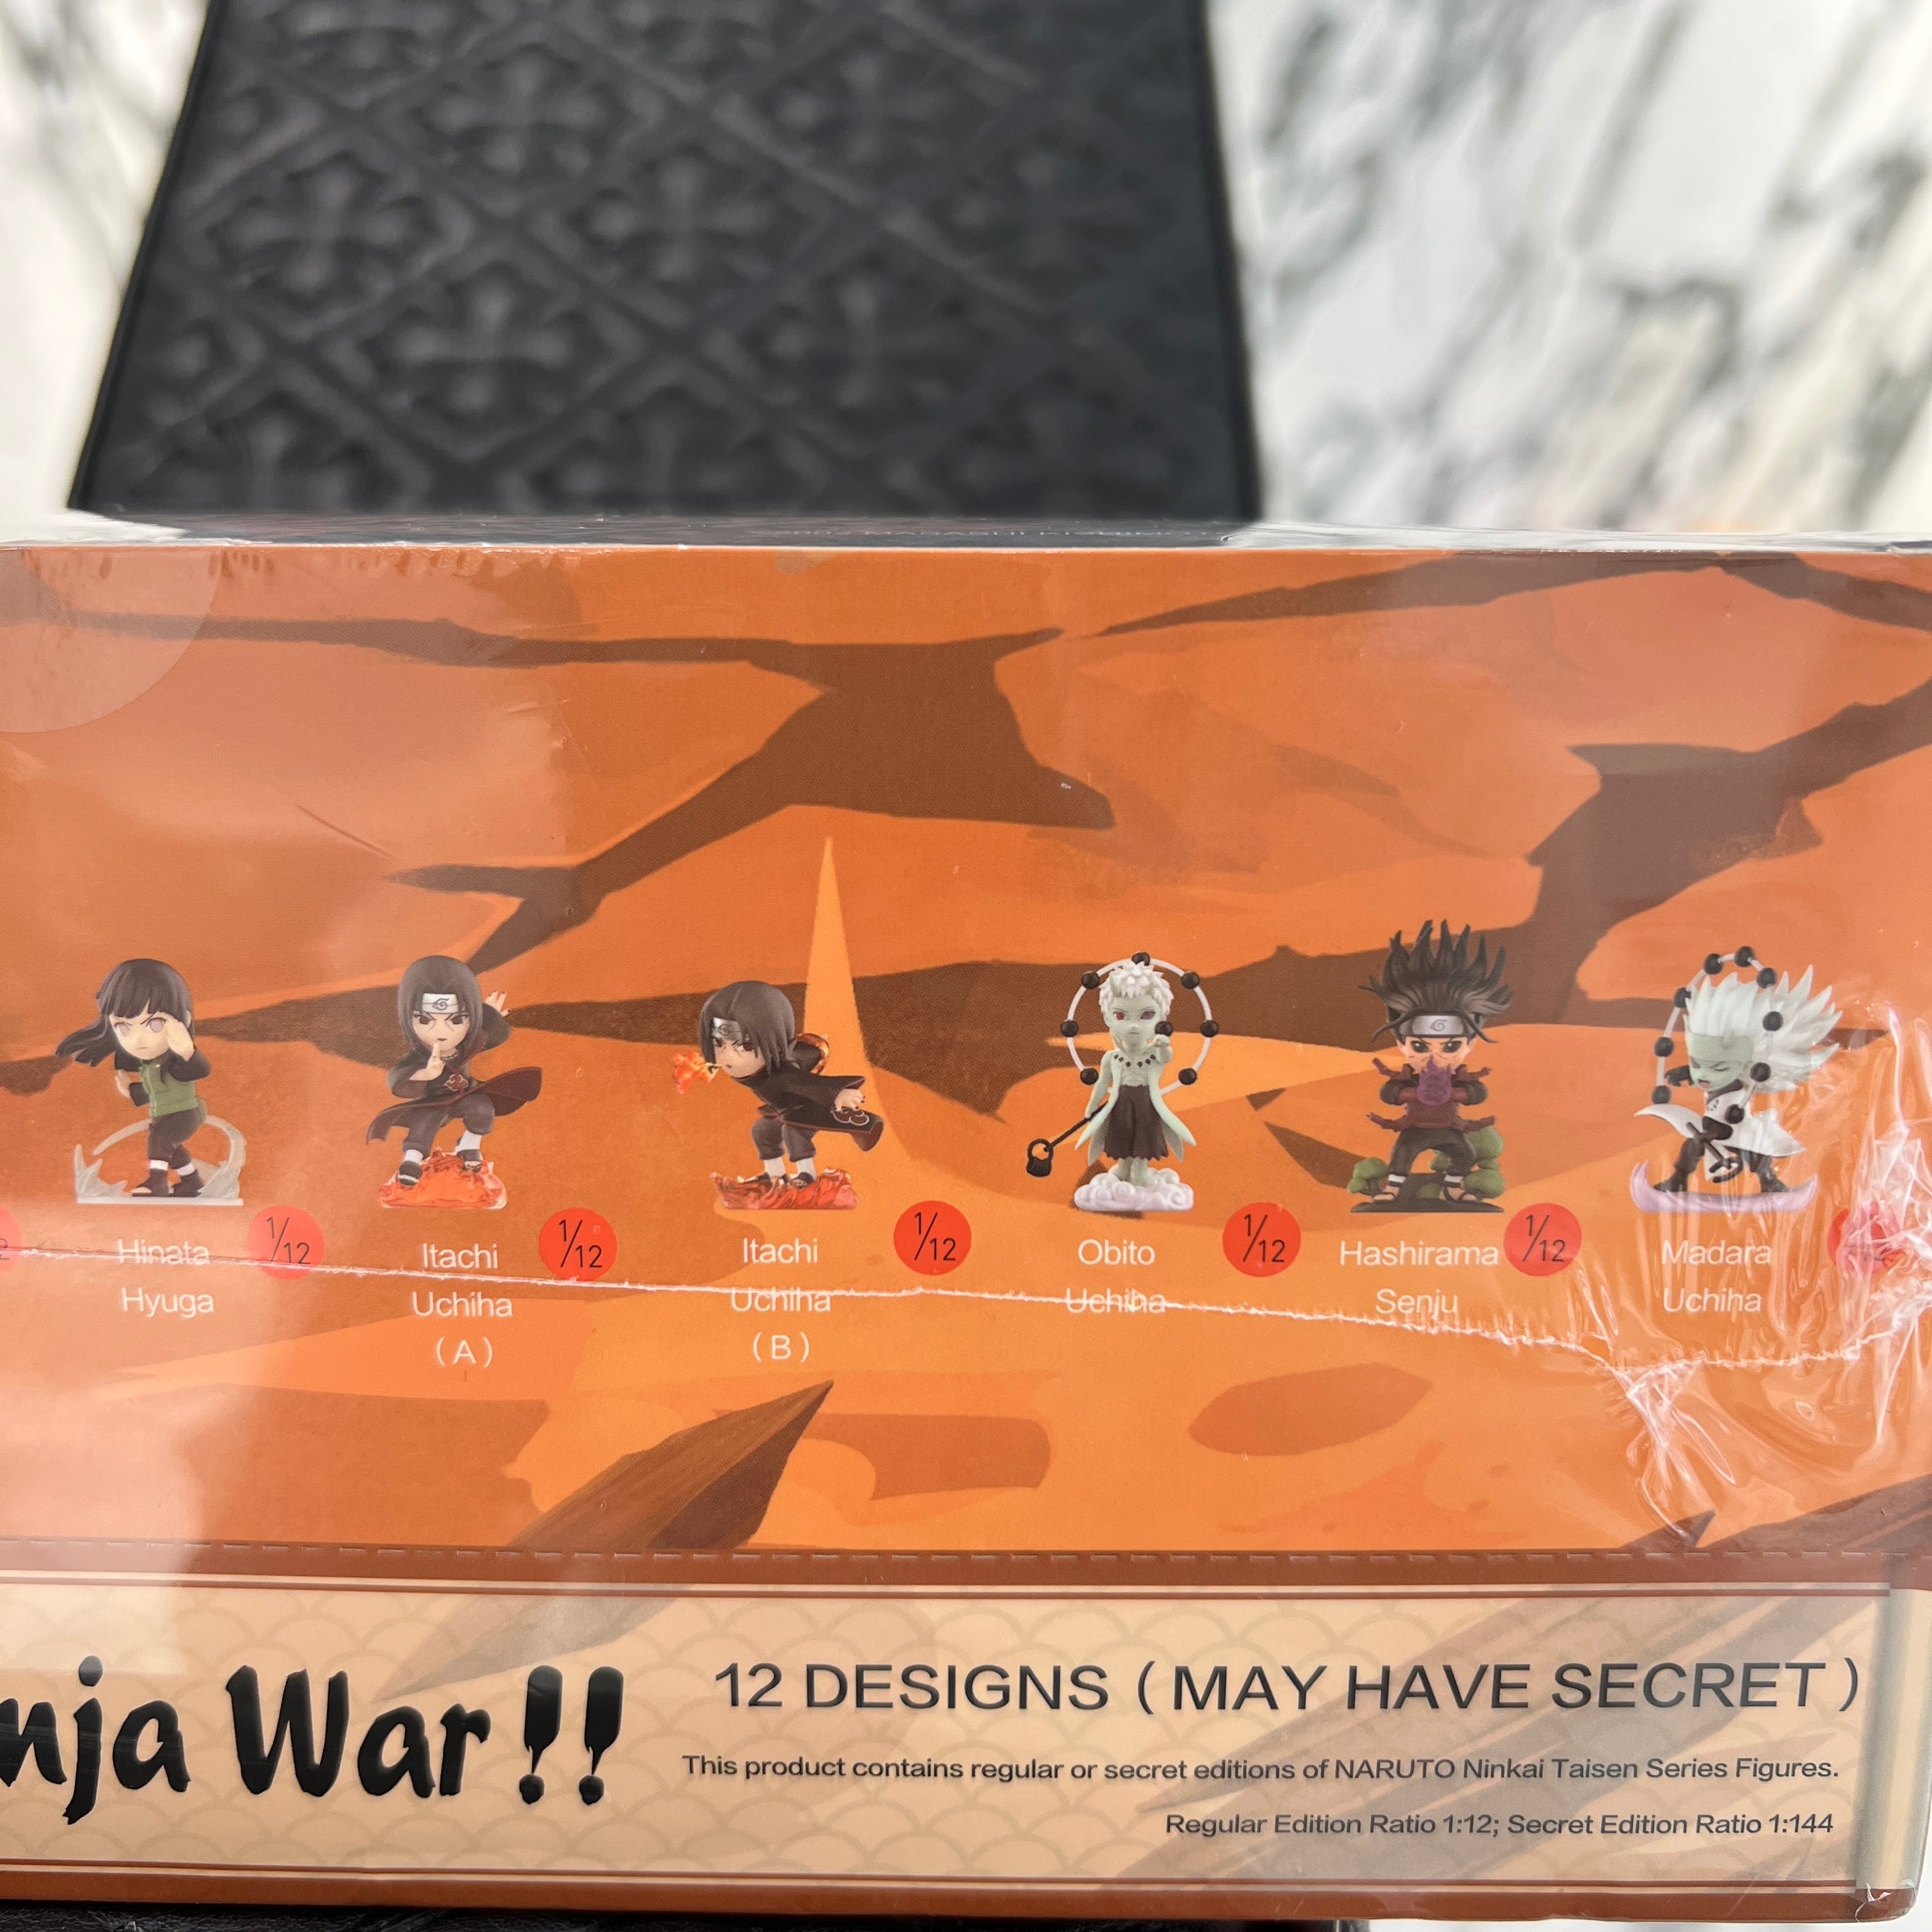 Hinata
Hyuga
1/12
Itachi
Uchiha
(A)
1/12
Itachi
Uchiha
(B)
1/12
Obito
Uchiha
1/12
Hashirama
Senju
1/12
Madara
Uchiha
nja War!!
12 DESIGNS (MAY HAVE SECRET)
This product contains regular or secret editions of NARUTO Ninkai Taisen Series Figures.
Regular Edition Ratio 1:12; Secret Edition Ratio 1:144